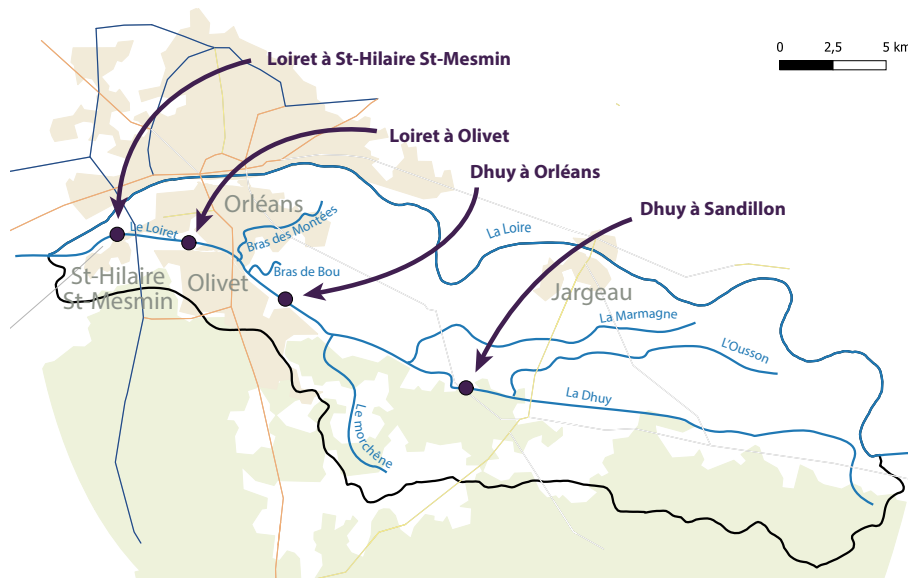 0 2,5 5 km
Loiret à St-Hilaire St-Mesmin
Loiret à Olivet
Dhuy à Orléans
Dhuy à Sandillon
Orléans
Le Loiret
Bras des Montées
La Loire
Bras de Bou
St-Hilaire
St-Mesmin
Olivet
Jargeau
La Marmagne
L'Ousson
La Dhuy
Le morchêne